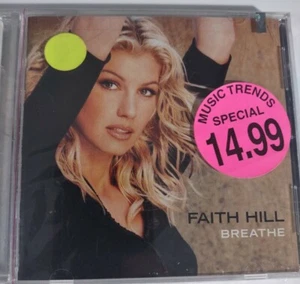 MUSIC TRENDS
SPECIAL
14.99
FAITH HILL
BREATHE